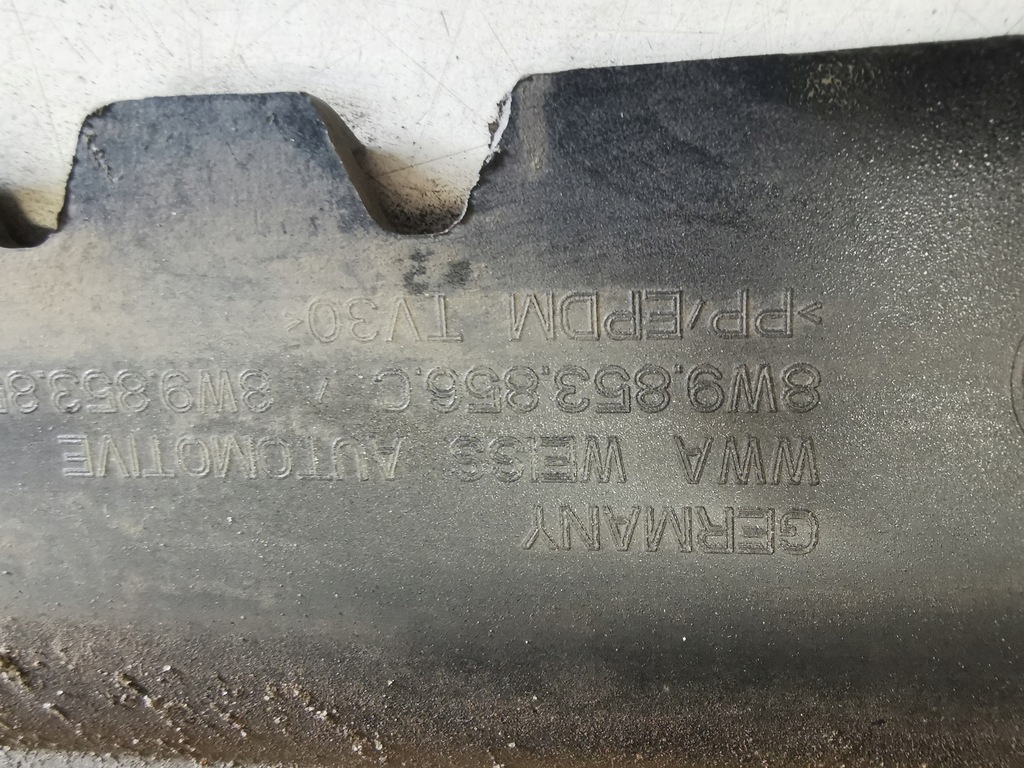 GERMANY
WWA WEISS AUTOMOTIVE
8W9.853.856.C / 8W9.853.8
>PP/EPDM TV30<